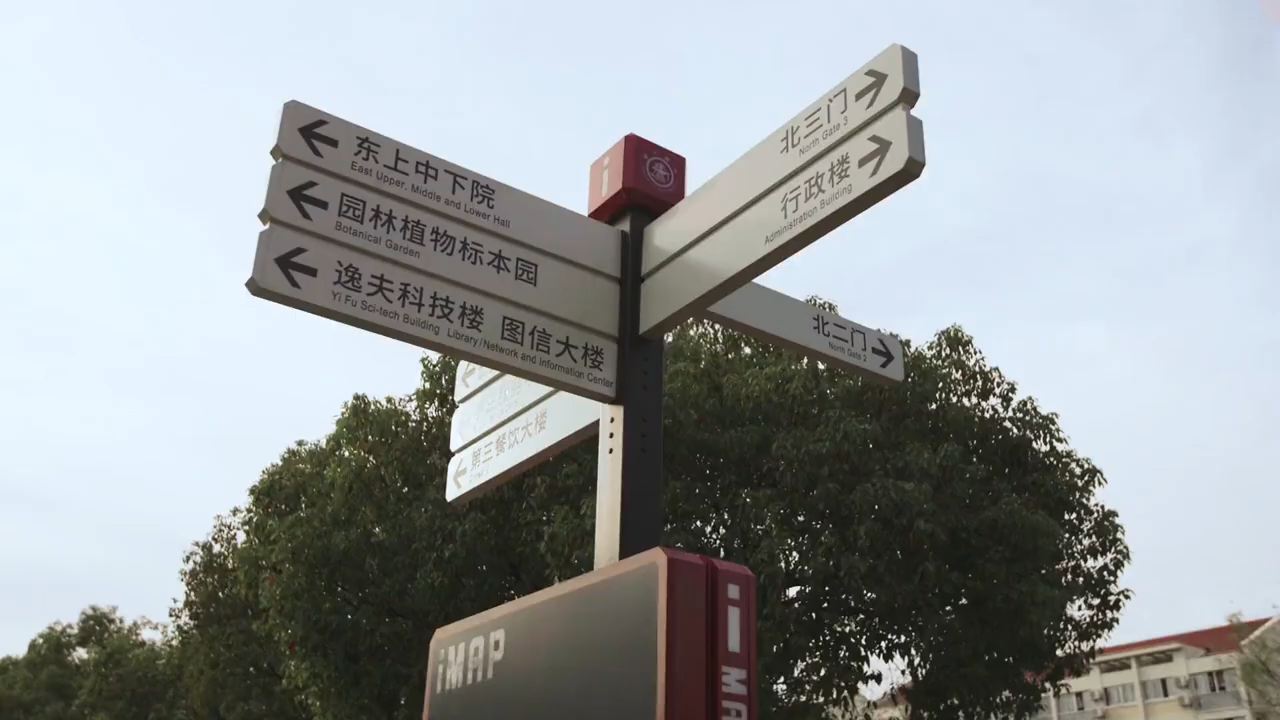 东上中下院
East Upper, Middle and Lower Hall
园林植物标本园
Botanical Garden
逸夫科技楼 图信大楼
Yi Fu Sci-tech Building Library/Network and Information Center
i
北三门
North Gate 3
行政楼
Administration Building
北二门
North Gate 2
第三餐饮大楼
iMAP
iMA